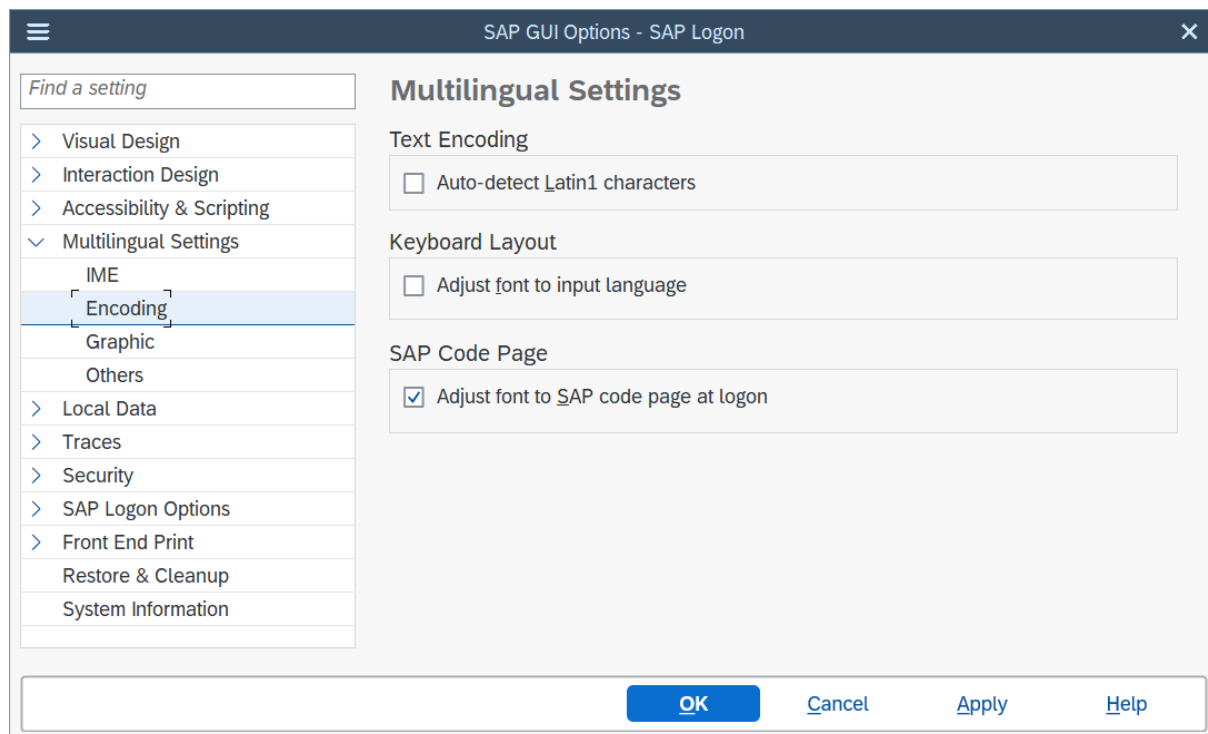 SAP GUI Options - SAP Logon
Find a setting
Visual Design
Interaction Design
Accessibility & Scripting
Multilingual Settings
IME
Encoding
Graphic
Others
Local Data
Traces
Security
SAP Logon Options
Front End Print
Restore & Cleanup
System Information
Multilingual Settings
Text Encoding
Auto-detect Latin1 characters
Keyboard Layout
Adjust font to input language
SAP Code Page
Adjust font to SAP code page at logon
OK Cancel Apply Help